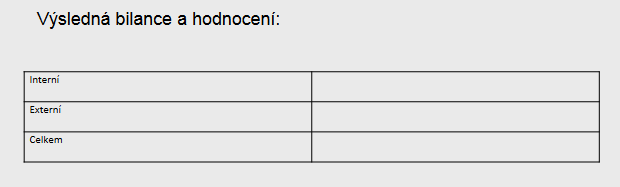 Výsledná bilance a hodnocení:
Interní
Externí
Celkem